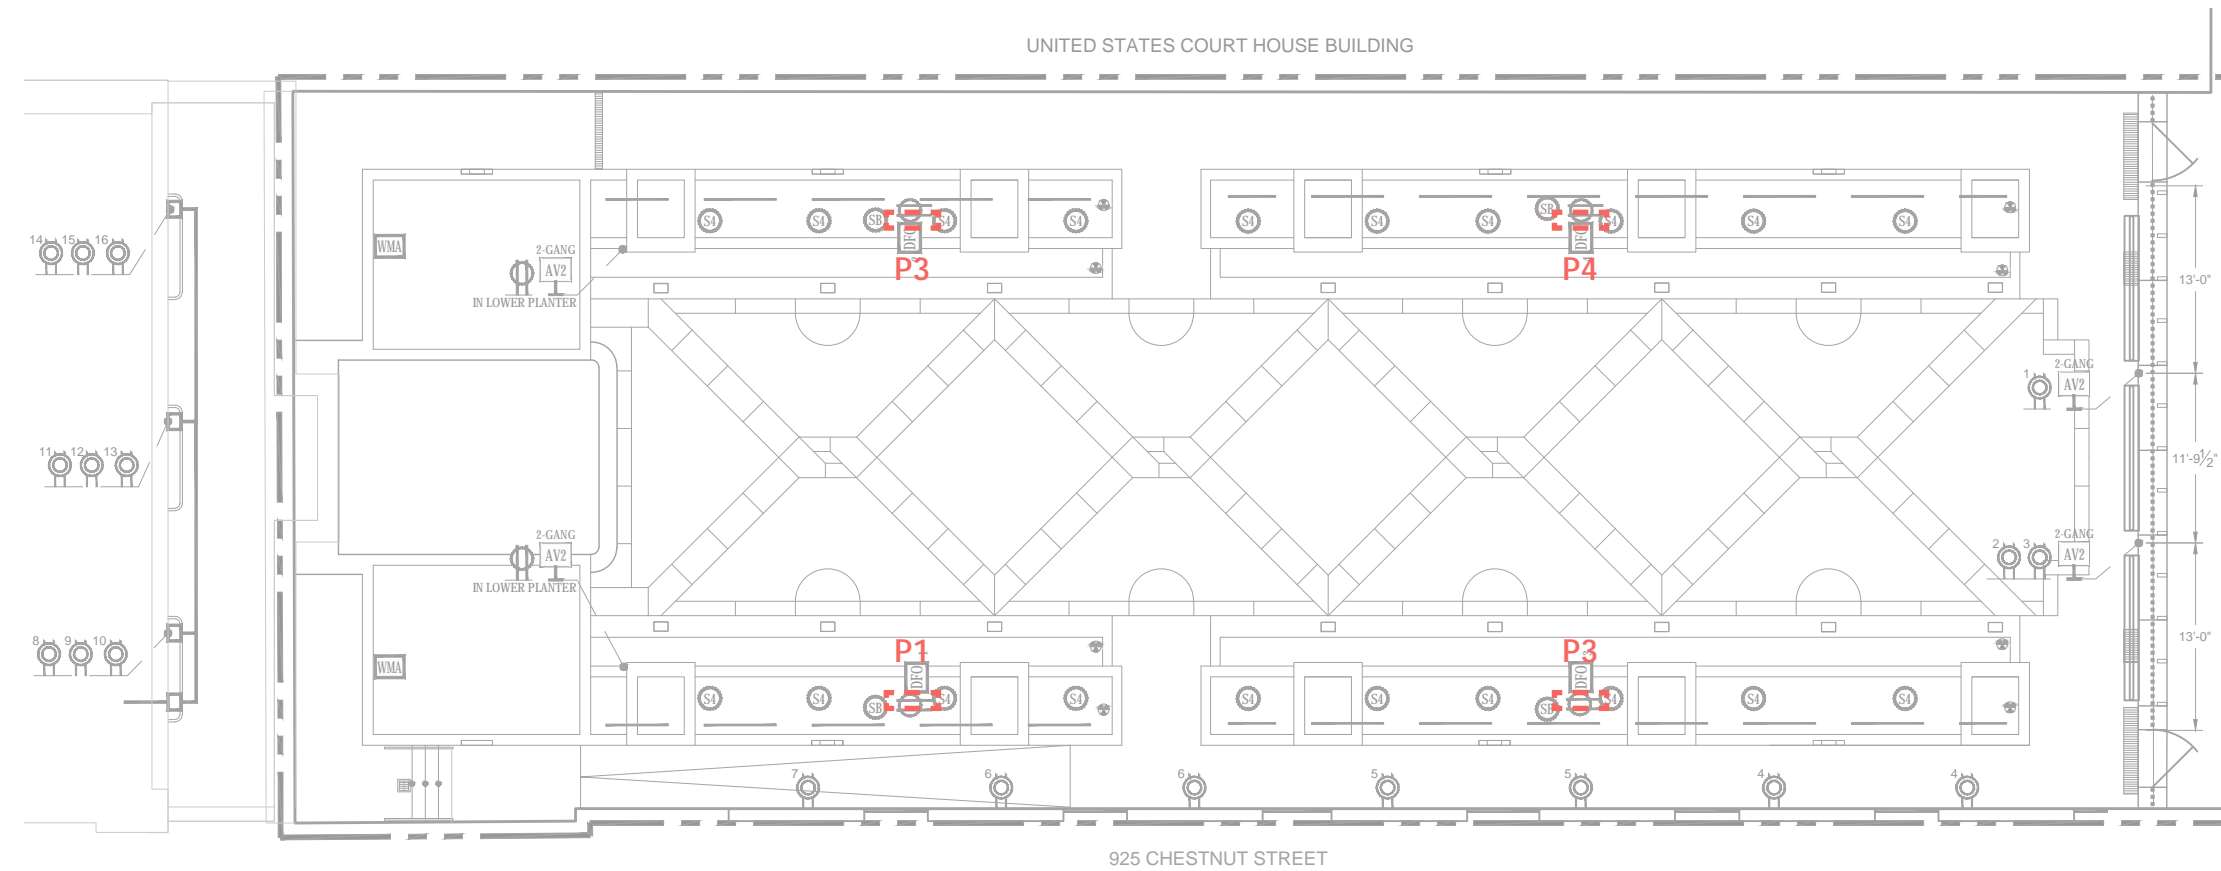 UNITED STATES COURT HOUSE BUILDING
S4 S4 SB S4 S4 S4 S4 S4 SB S4 S4 S4
14 15 16
WMA
2-GANG
AV2
IN LOWER PLANTER
DFO
P3
DFO
P4
13'-0"
1
2-GANG
AV2
11 12 13
11'-9½"
2-GANG
AV2
IN LOWER PLANTER
2 3
2-GANG
AV2
8 9 10
WMA
P1
DFO
P3
DFO
13'-0"
S4 S4 SB S4 S4 S4 S4 S4 SB S4 S4 S4
7 6 6 5 5 4 4
925 CHESTNUT STREET